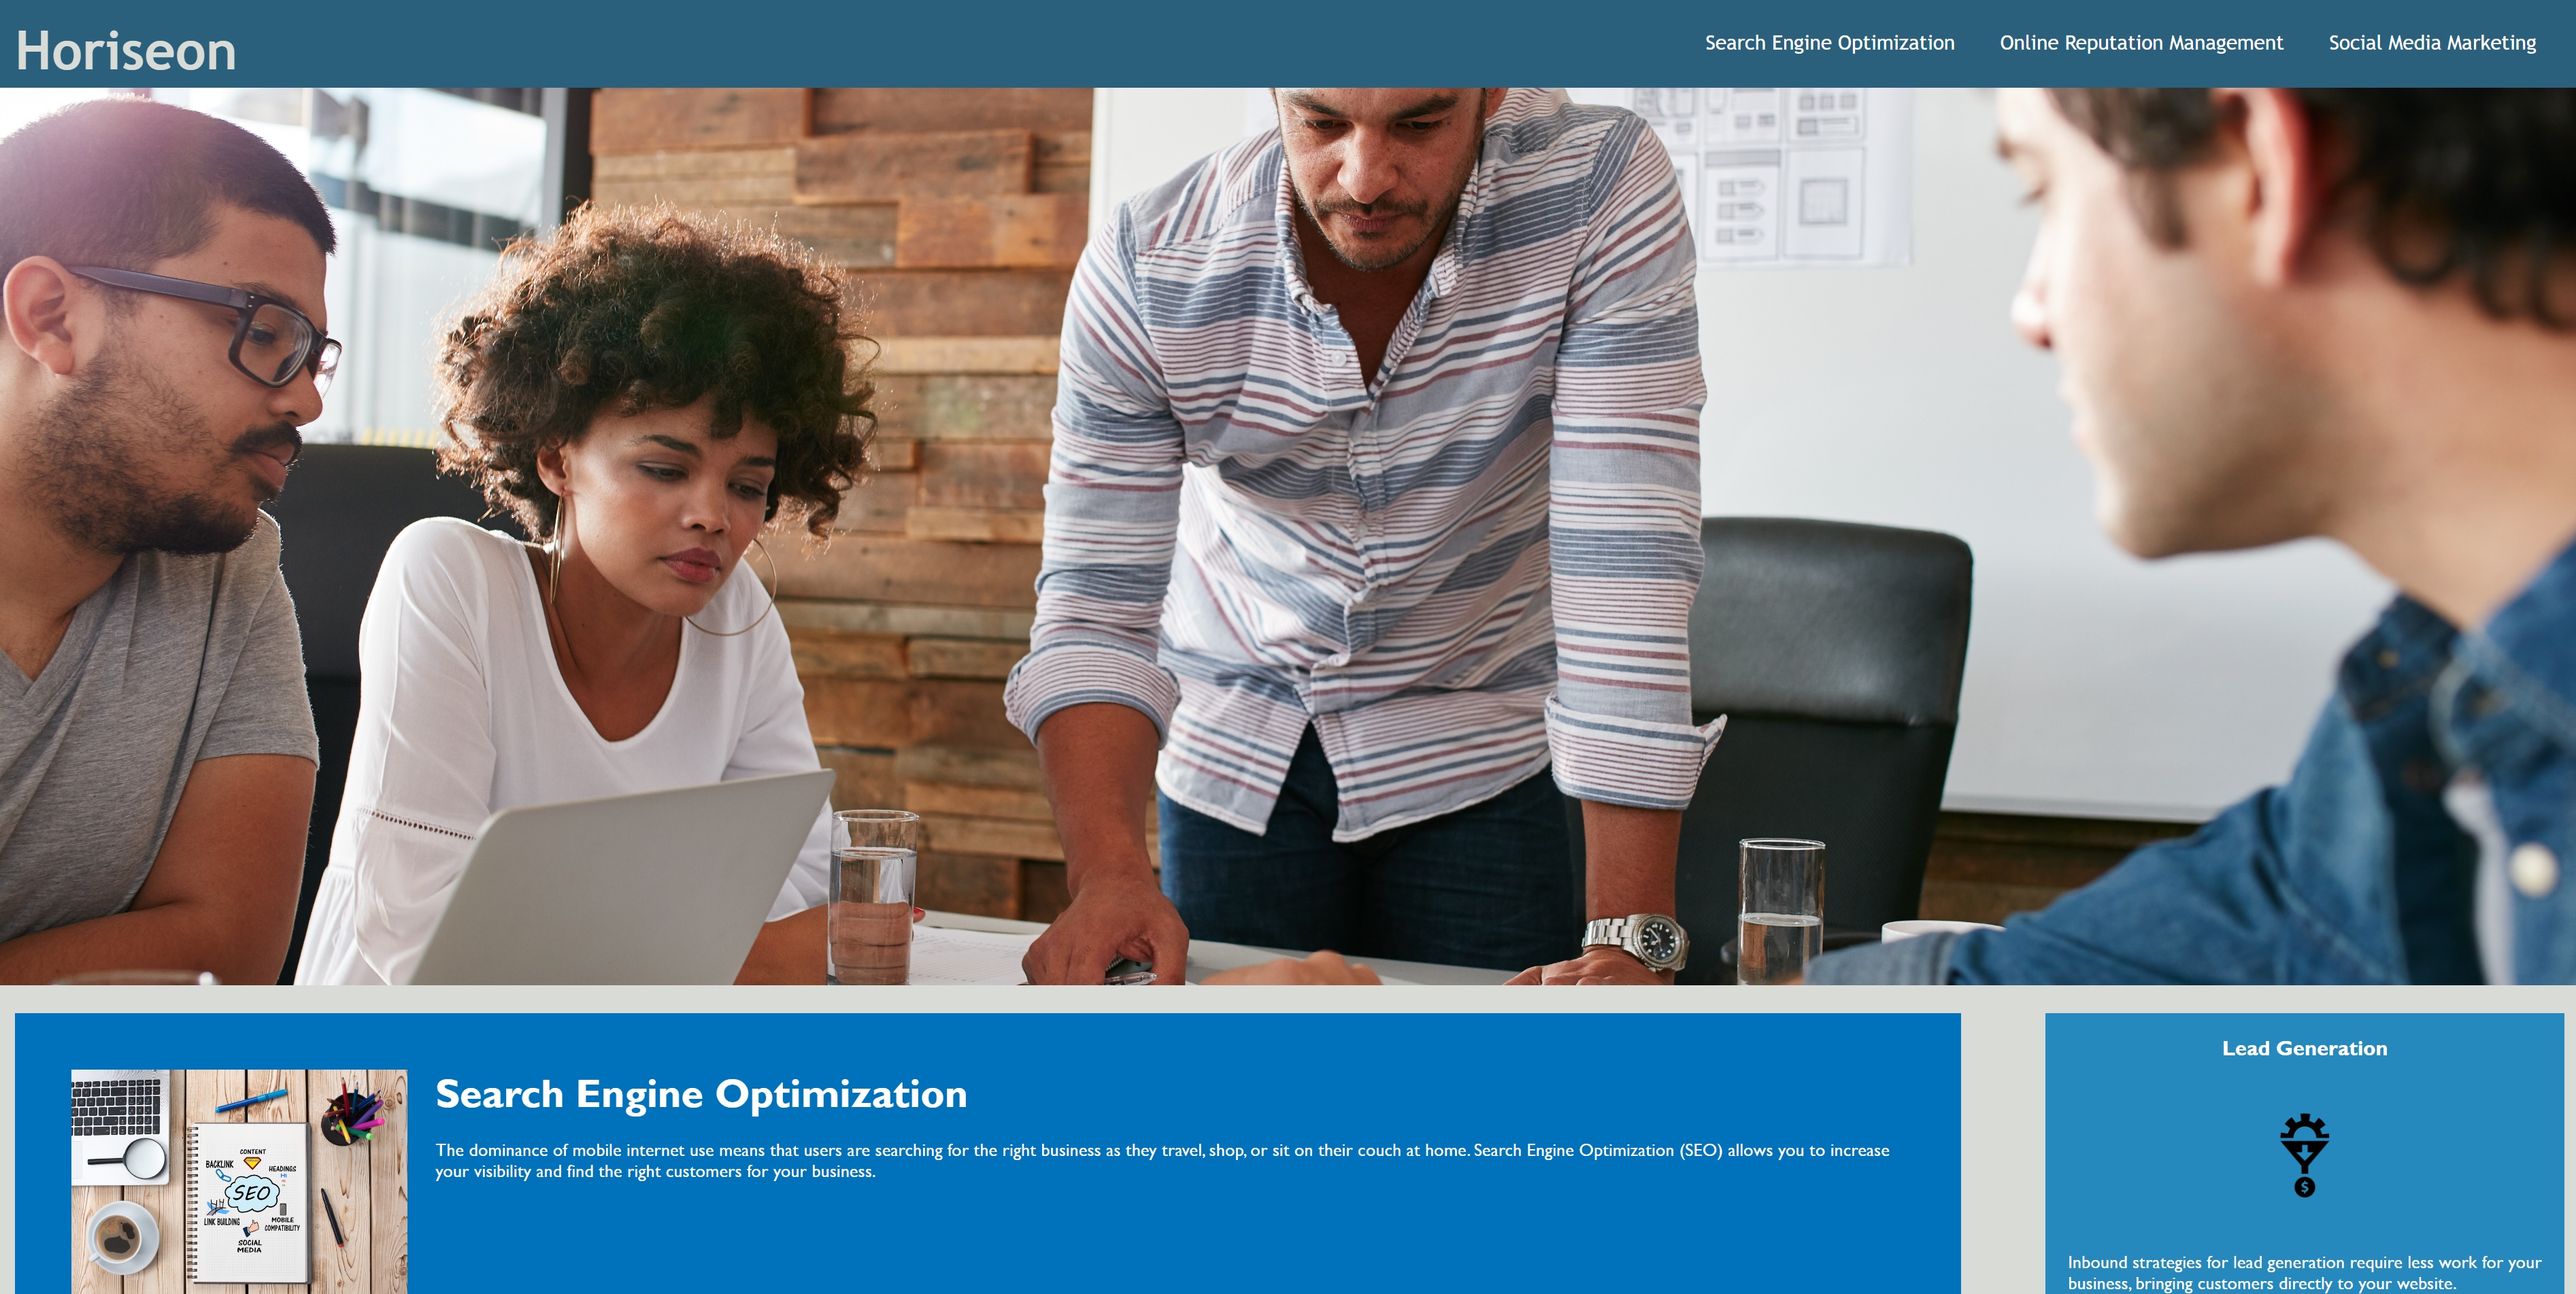 Horiseon
Search Engine Optimization
Online Reputation Management
Social Media Marketing
Search Engine Optimization
The dominance of mobile internet use means that users are searching for the right business as they travel, shop, or sit on their couch at home. Search Engine Optimization (SEO) allows you to increase
your visibility and find the right customers for your business.
CONTENT
BACKLINK
HEADINGS
SEO
LINK BUILDING
MOBILE
COMPATIBILITY
SOCIAL
MEDIA
Lead Generation
$
Inbound strategies for lead generation require less work for your
business, bringing customers directly to your website.